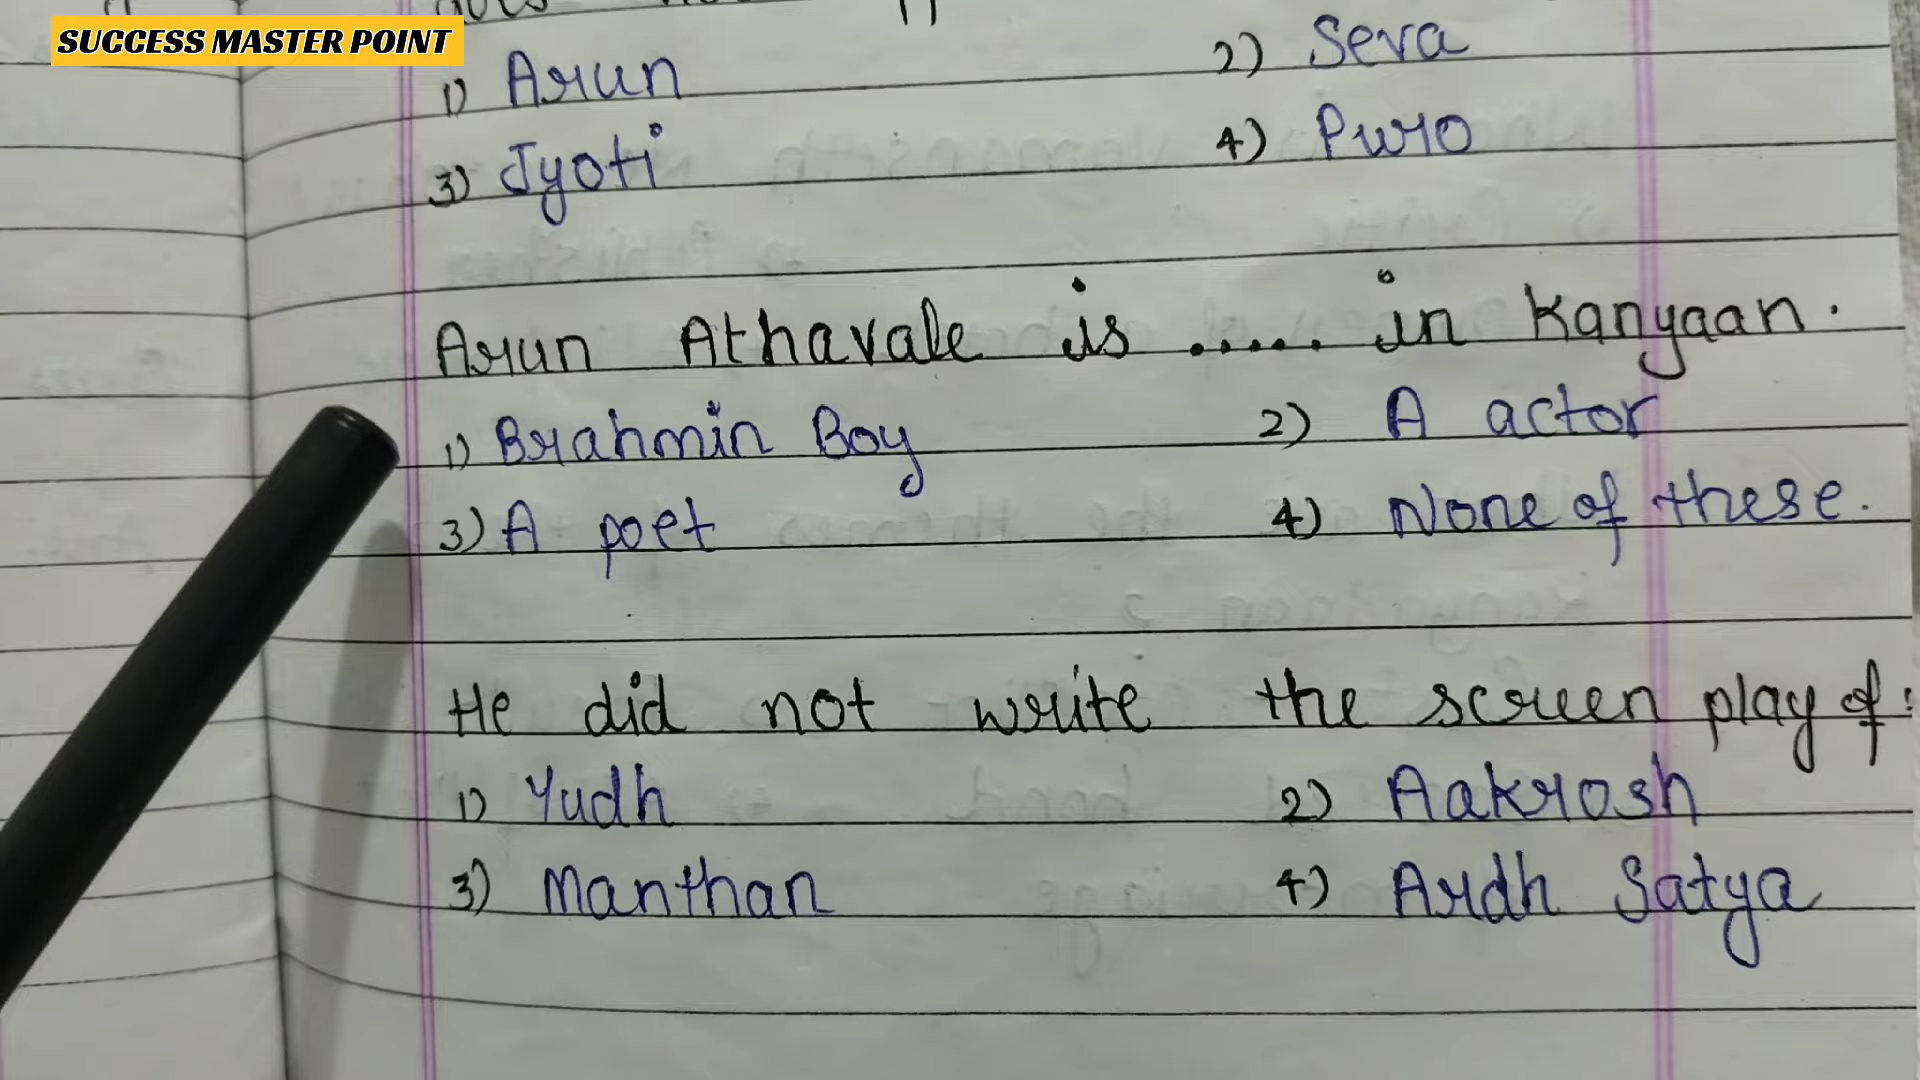 SUCCESS MASTER POINT
1) Arun 2) Seva
3) Jyoti 4) Puro
Arun Athavale is ..... in Kanyaan.
1) Brahmin Boy 2) A actor
3) A poet 4) None of these.
He did not write the screen play of:
1) Yudh 2) Aakrosh
3) Manthan 4) Ardh Satya